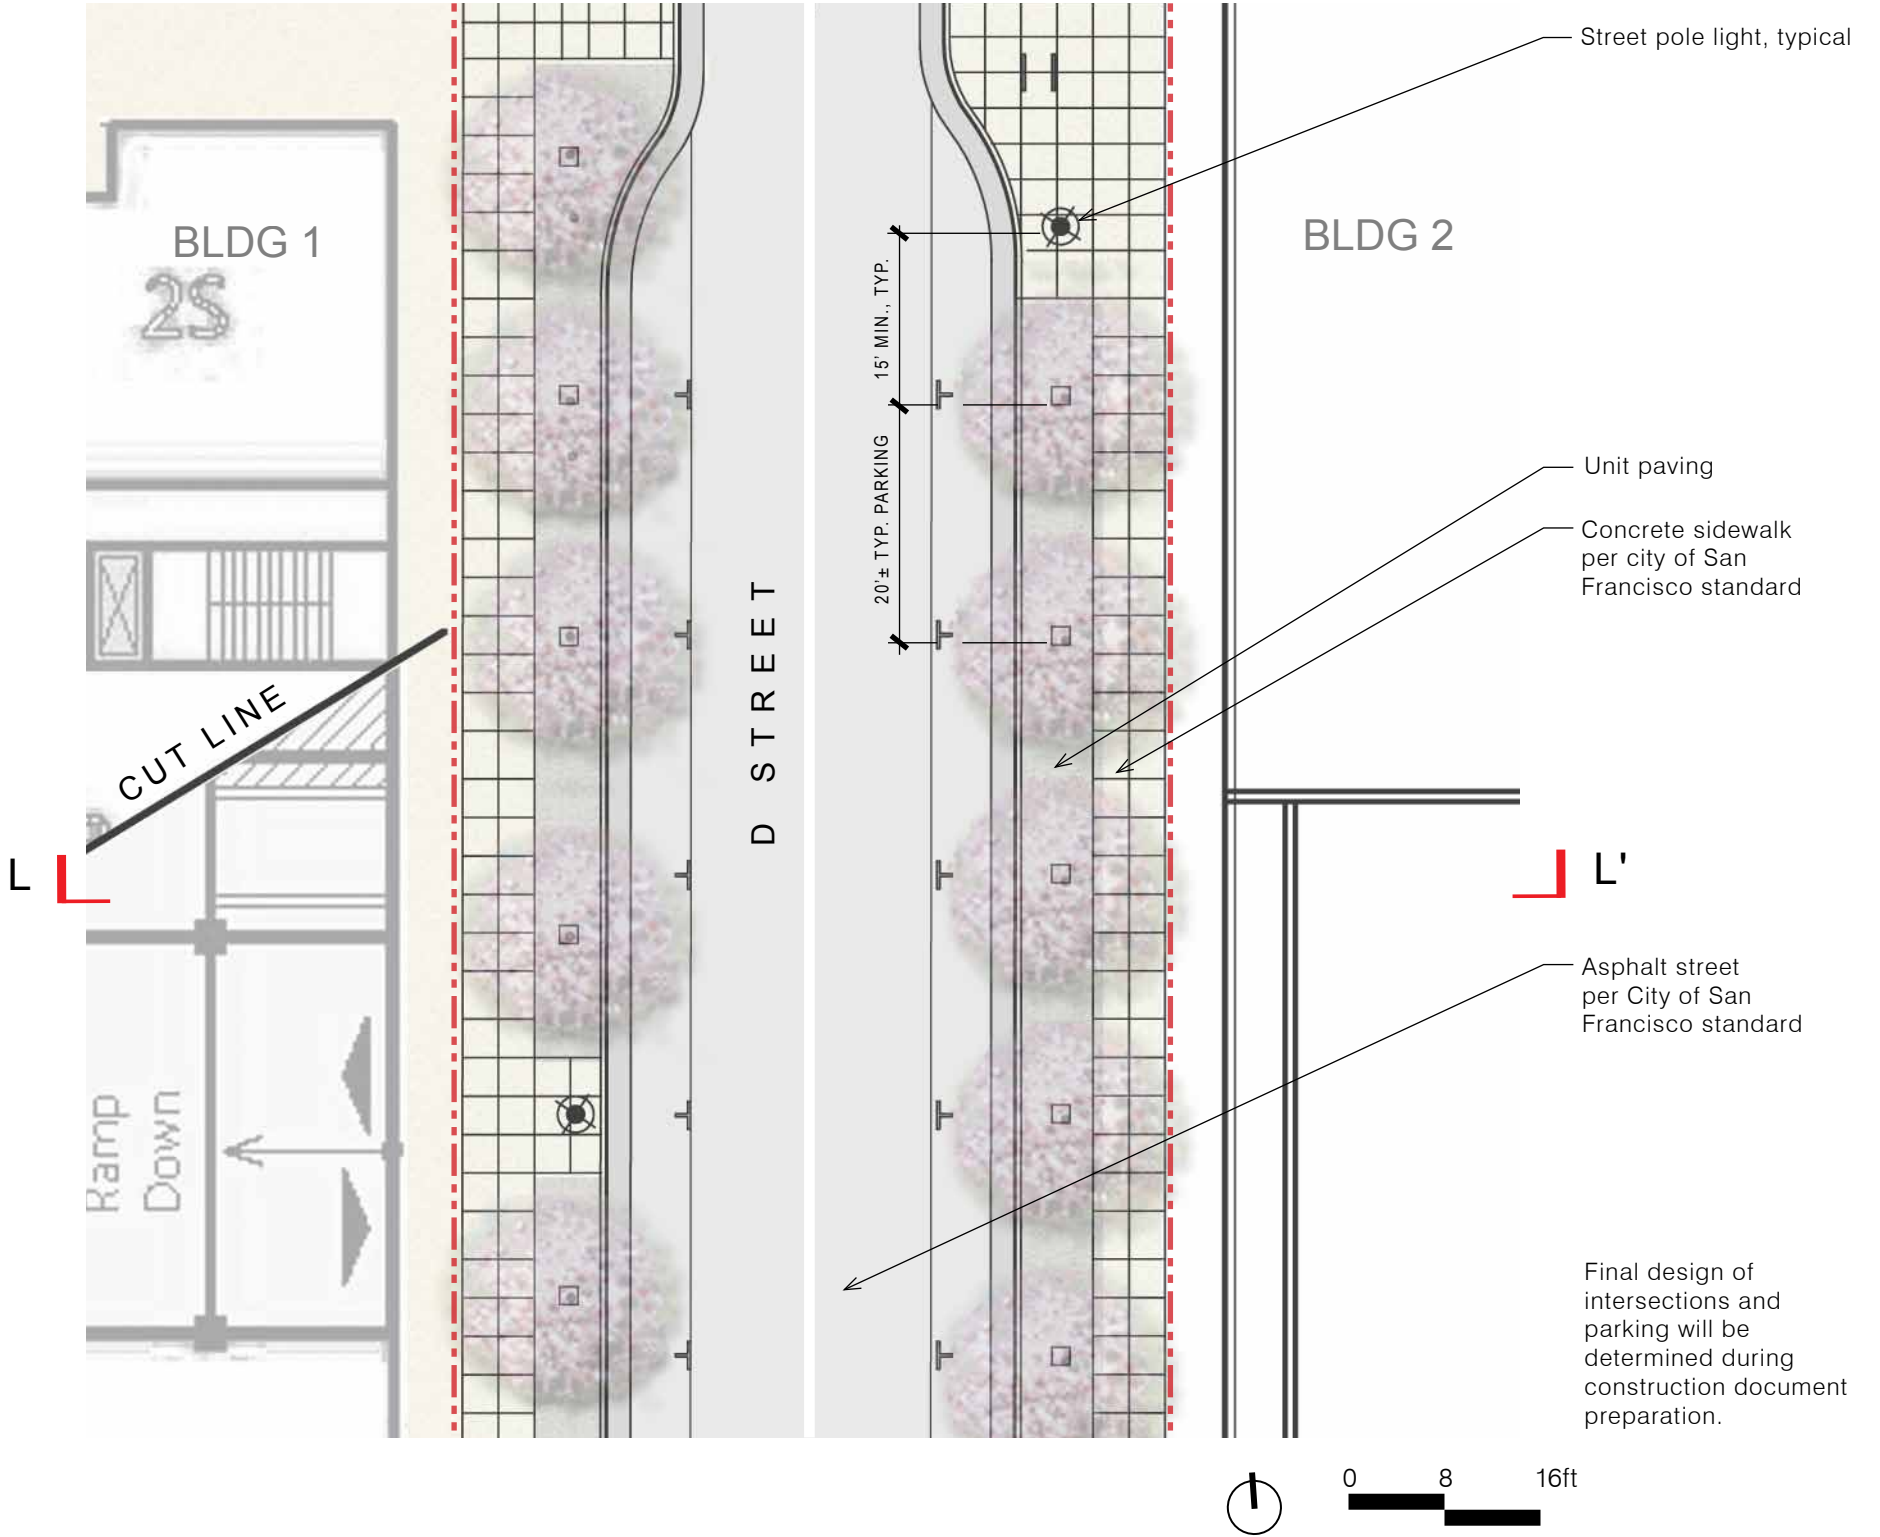 Street pole light, typical
BLDG 1
2S
BLDG 2
15' MIN., TYP.
20'± TYP. PARKING
Unit paving
Concrete sidewalk
per city of San
Francisco standard
D STREET
CUT LINE
L
L'
Asphalt street
per City of San
Francisco standard
Ramp
Down
Final design of
intersections and
parking will be
determined during
construction document
preparation.
0 8 16ft